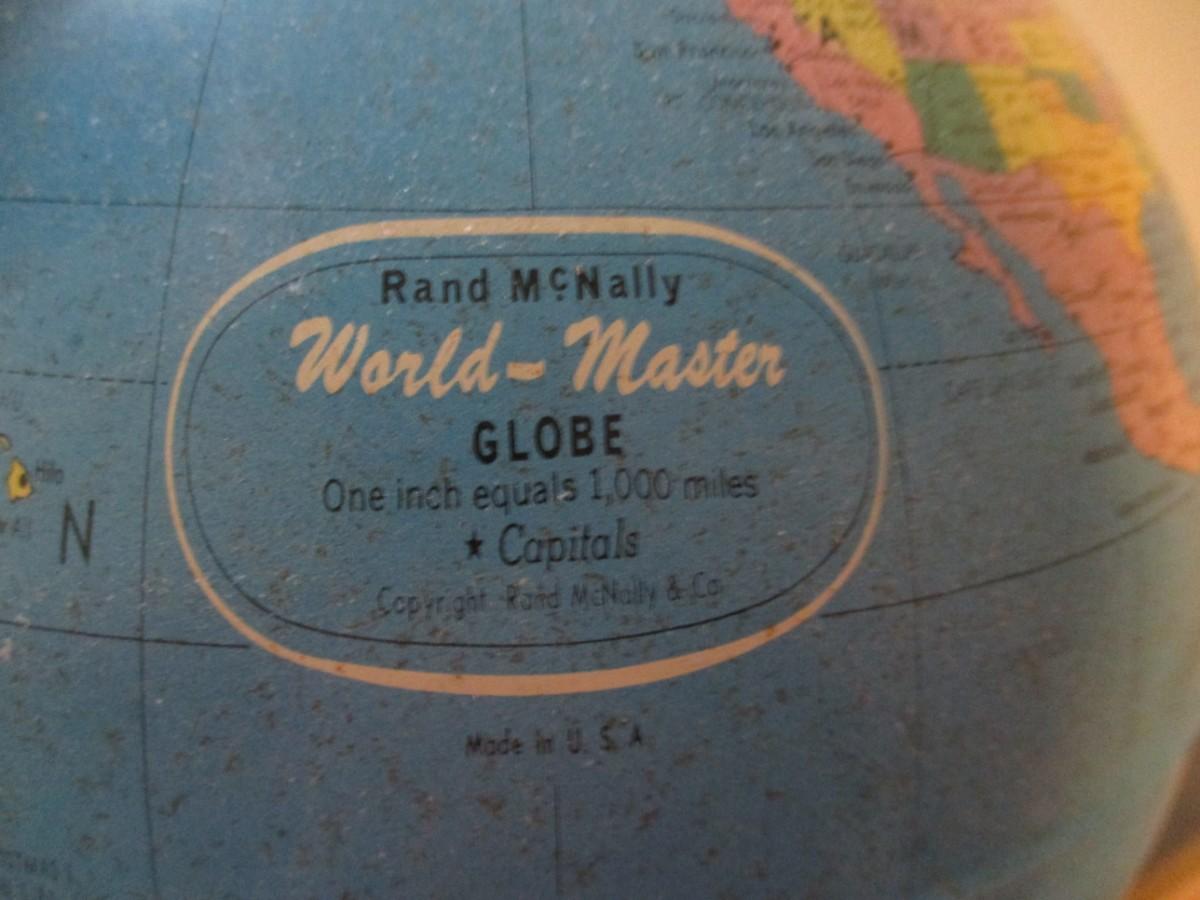 San Francisco
Los Angeles
San Diego
Rand McNally
World-Master
GLOBE
One inch equals 1,000 miles
★ Capitals
Copyright Rand McNally & Co
Made in U. S. A
Hilo
N